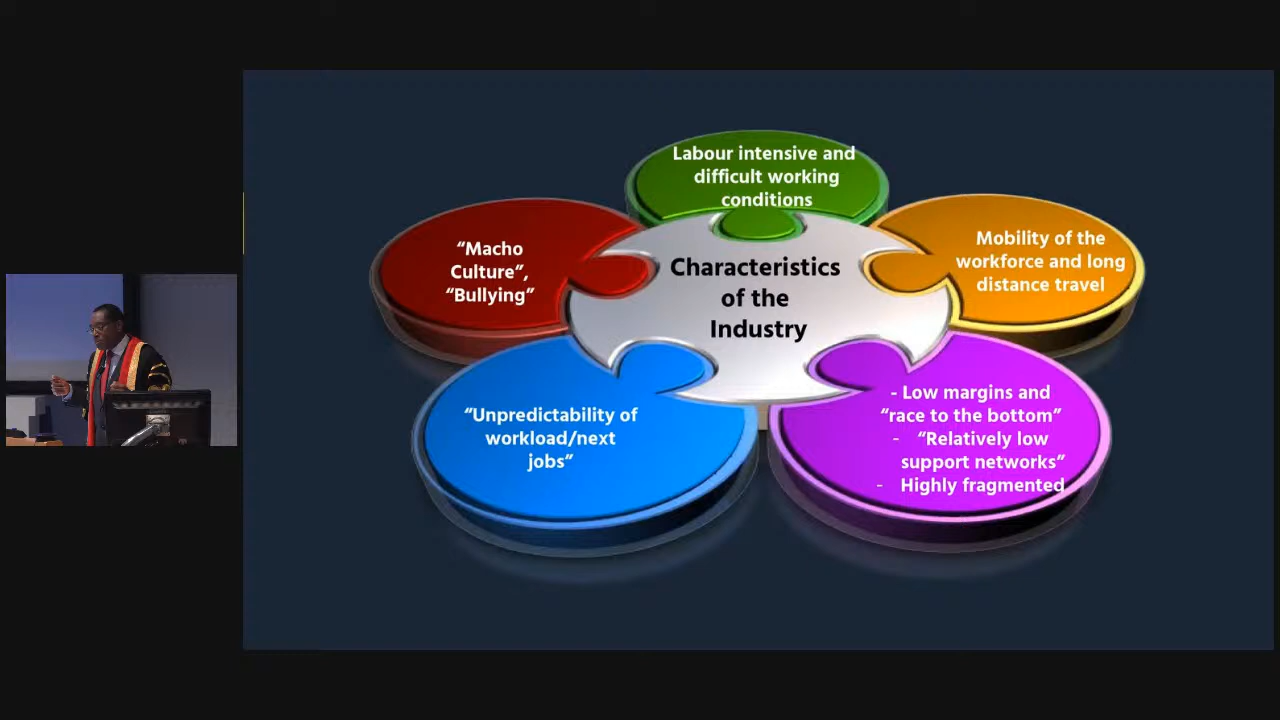 Labour intensive and
difficult working
conditions
“Macho
Culture”,
“Bullying”
Characteristics
of the
Industry
Mobility of the
workforce and long
distance travel
“Unpredictability of
workload/next
jobs”
- Low margins and
“race to the bottom”
- “Relatively low
support networks”
- Highly fragmented